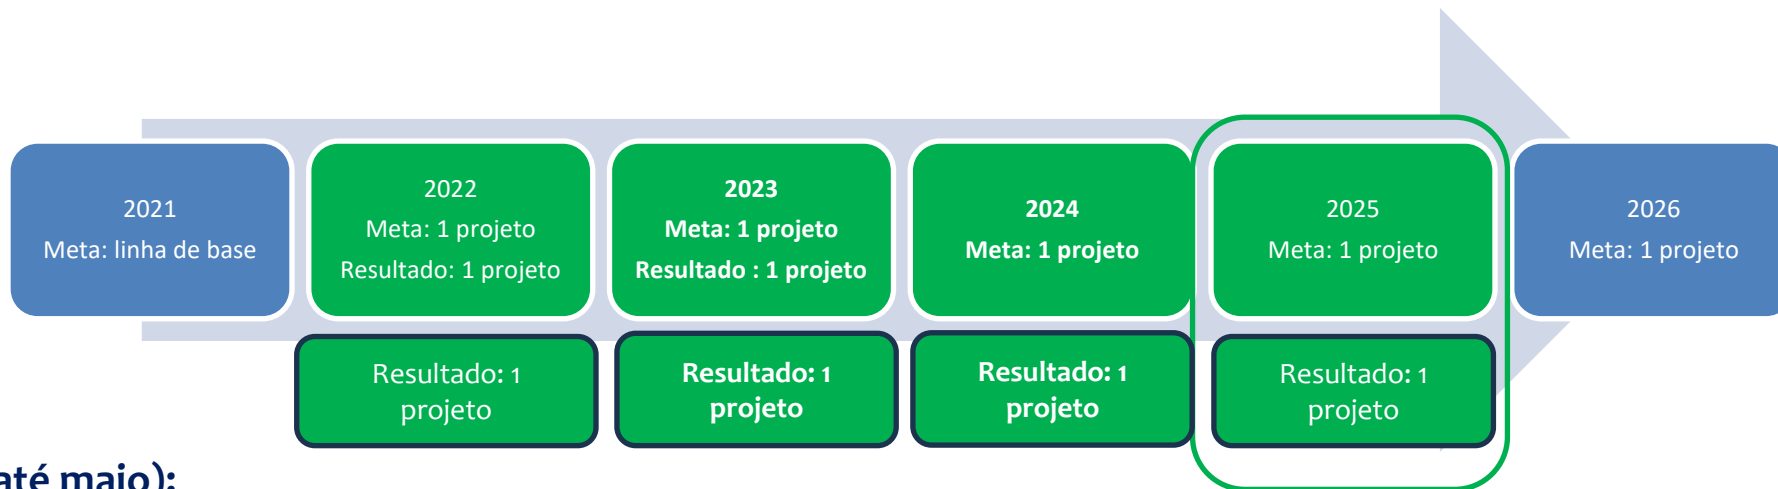 2021
Meta: linha de base
2022
Meta: 1 projeto
Resultado: 1 projeto
2023
Meta: 1 projeto
Resultado : 1 projeto
2024
Meta: 1 projeto
2025
Meta: 1 projeto
2026
Meta: 1 projeto
Resultado: 1
projeto
Resultado: 1
projeto
Resultado: 1
projeto
Resultado: 1
projeto
até maio):